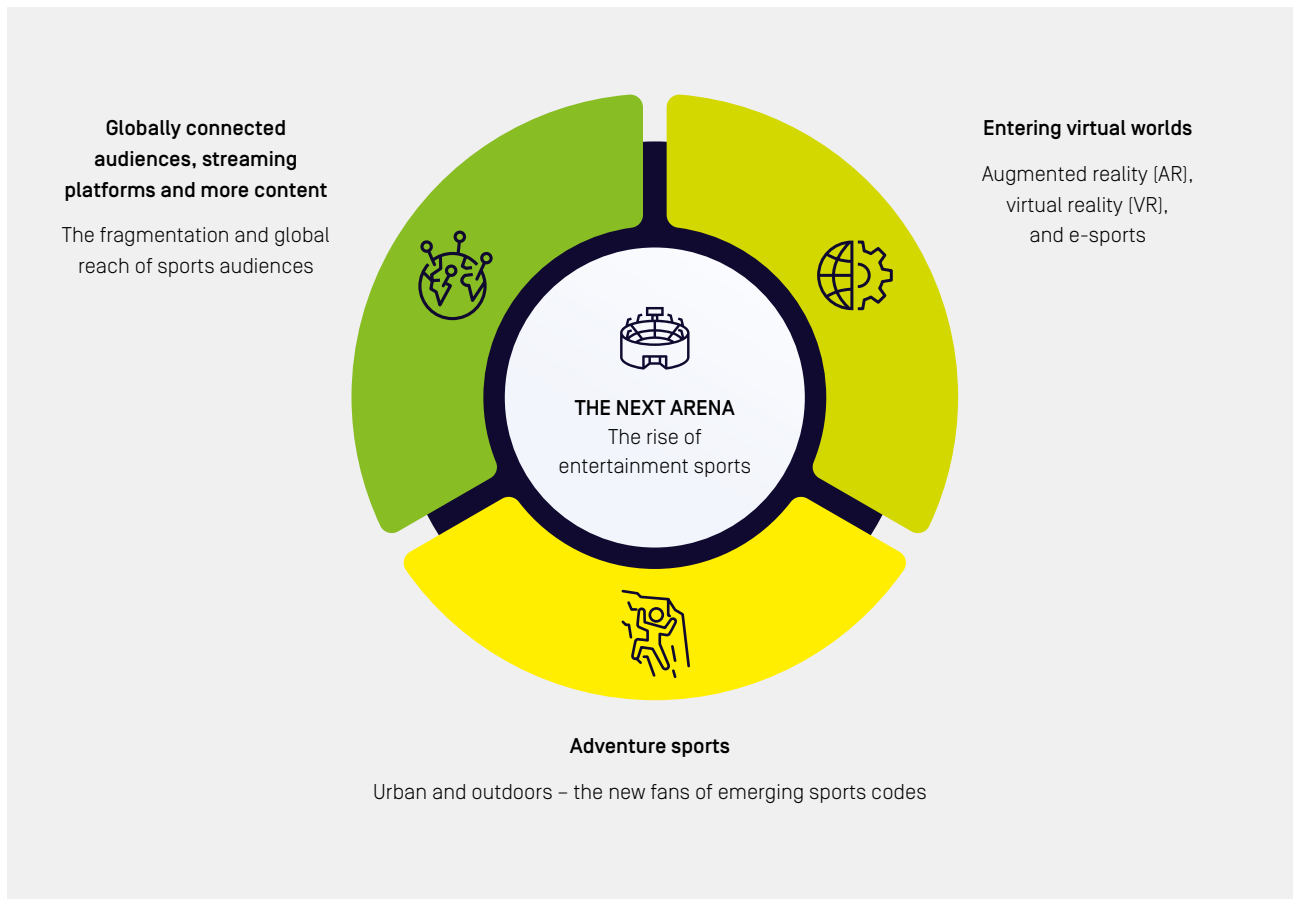 Globally connected
audiences, streaming
platforms and more content
The fragmentation and global
reach of sports audiences
Entering virtual worlds
Augmented reality (AR),
virtual reality (VR),
and e-sports
THE NEXT ARENA
The rise of
entertainment sports
Adventure sports
Urban and outdoors – the new fans of emerging sports codes